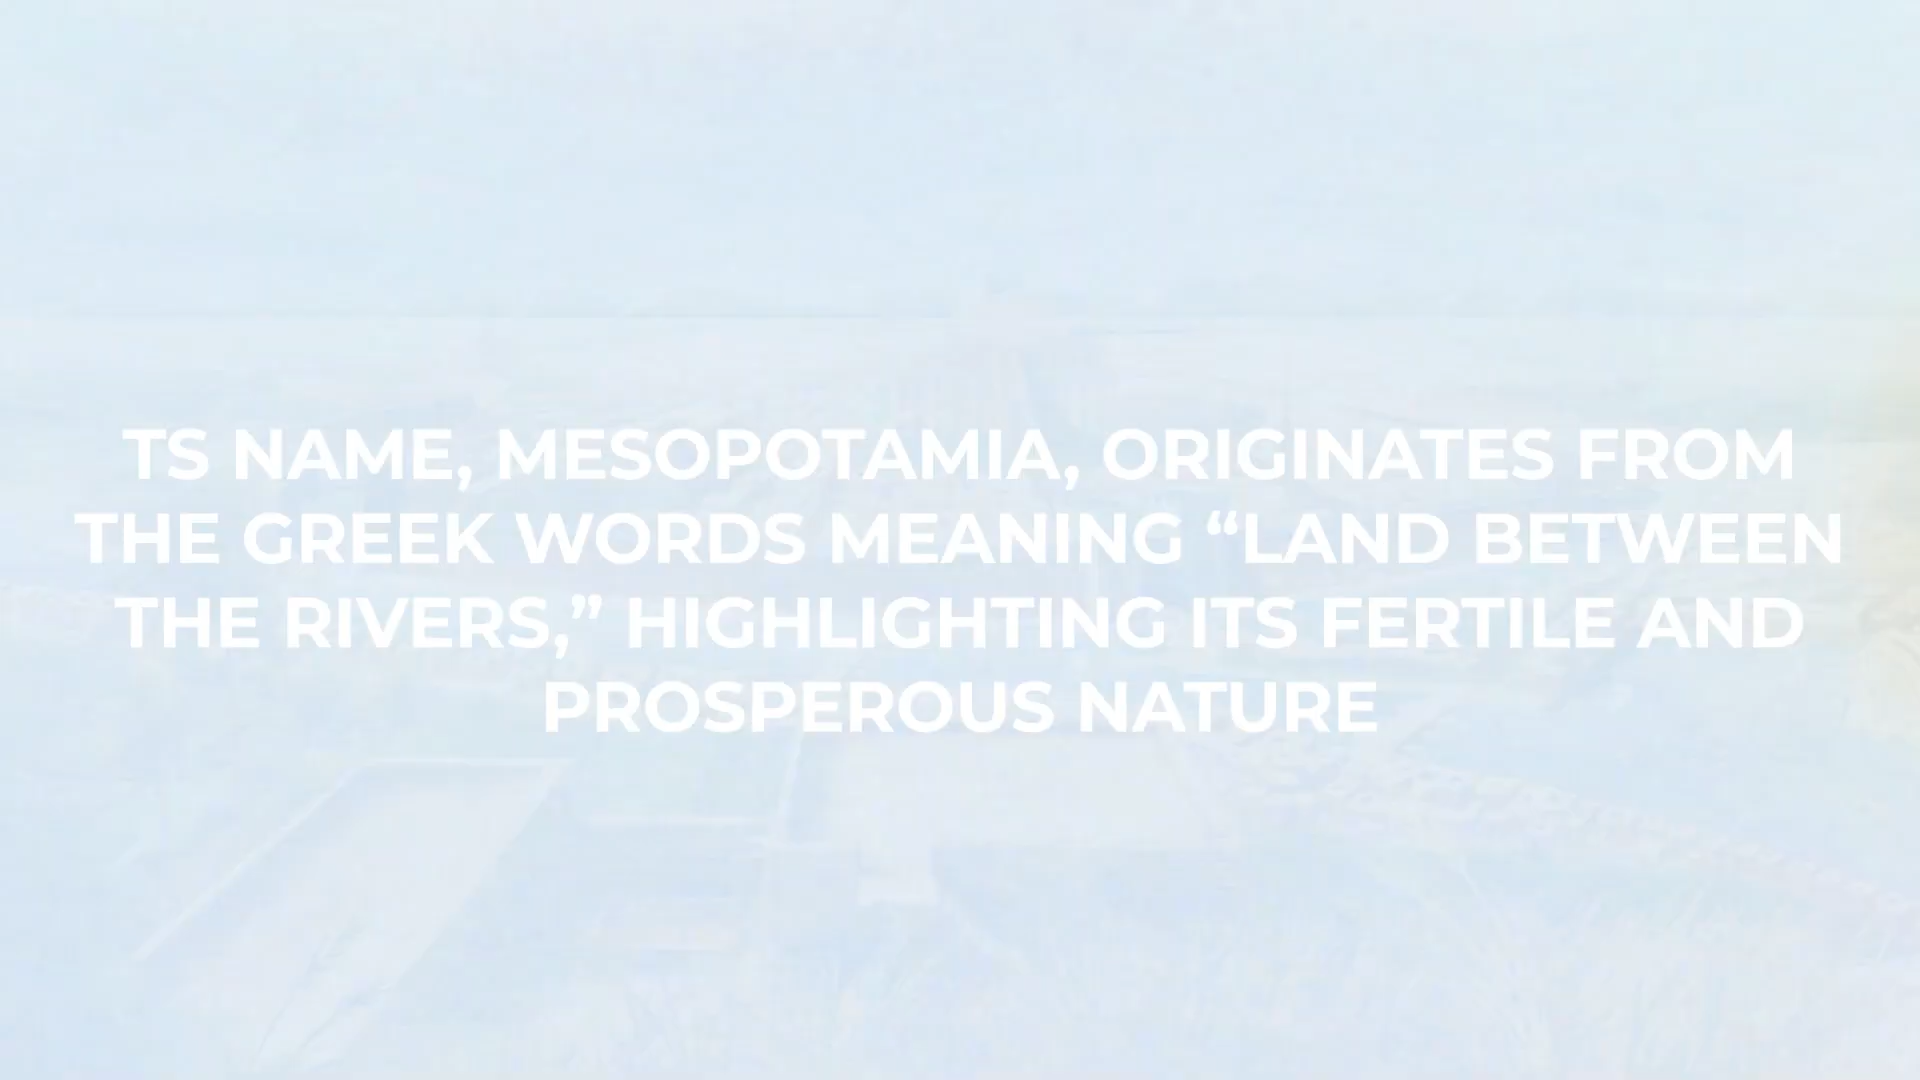 TS NAME, MESOPOTAMIA, ORIGINATES FROM
THE GREEK WORDS MEANING “LAND BETWEEN
THE RIVERS,” HIGHLIGHTING ITS FERTILE AND
PROSPEROUS NATURE